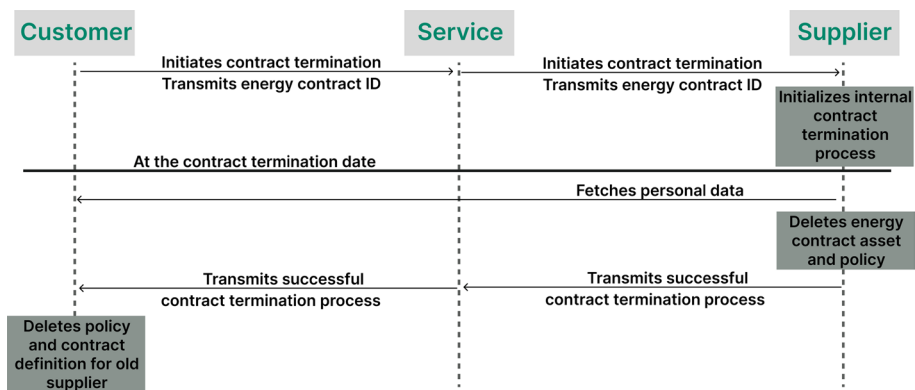 Customer
Service
Supplier
Initiates contract termination
Transmits energy contract ID
Initiates contract termination
Transmits energy contract ID
Initializes internal
contract
termination
process
At the contract termination date
Fetches personal data
Deletes energy
contract asset
and policy
Transmits successful
contract termination process
Transmits successful
contract termination process
Deletes policy
and contract
definition for old
supplier